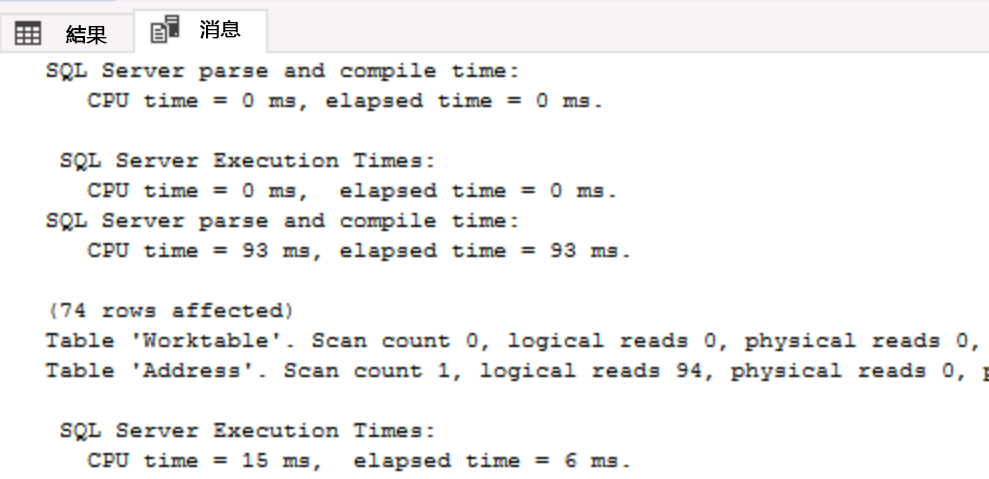 結果 消息
SQL Server parse and compile time:
CPU time = 0 ms, elapsed time = 0 ms.
SQL Server Execution Times:
CPU time = 0 ms, elapsed time = 0 ms.
SQL Server parse and compile time:
CPU time = 93 ms, elapsed time = 93 ms.
(74 rows affected)
Table 'Worktable'. Scan count 0, logical reads 0, physical reads 0,
Table 'Address'. Scan count 1, logical reads 94, physical reads 0,
SQL Server Execution Times:
CPU time = 15 ms, elapsed time = 6 ms.